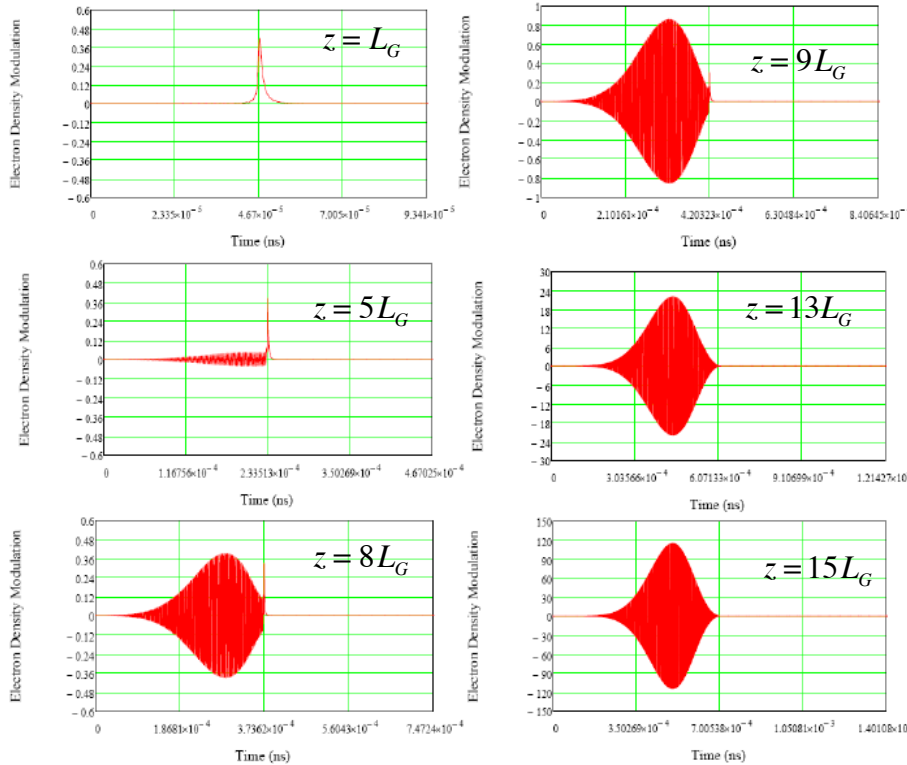 Electron Density Modulation
0.6
0.48
0.36
0.24
0.12
0
− 0.12
− 0.24
− 0.36
− 0.48
− 0.6
z = L_G
0 2.335×10⁻⁵ 4.67×10⁻⁵ 7.005×10⁻⁵ 9.341×10⁻⁵
Time (ns)
Electron Density Modulation
1
0.8
0.6
0.4
0.2
0
− 0.2
− 0.4
− 0.6
− 0.8
− 1
z = 9L_G
0 2.10161×10⁻⁴ 4.20323×10⁻⁴ 6.30484×10⁻⁴ 8.40645×10⁻⁴
Time (ns)
Electron Density Modulation
0.6
0.48
0.36
0.24
0.12
0
− 0.12
− 0.24
− 0.36
− 0.48
− 0.6
z = 5L_G
0 1.16756×10⁻⁴ 2.33513×10⁻⁴ 3.50269×10⁻⁴ 4.67025×10⁻⁴
Time (ns)
Electron Density Modulation
30
24
18
12
6
0
− 6
− 12
− 18
− 24
− 30
z = 13L_G
0 3.03566×10⁻⁴ 6.07133×10⁻⁴ 9.10699×10⁻⁴ 1.21427×10
Time (ns)
Electron Density Modulation
0.6
0.48
0.36
0.24
0.12
0
− 0.12
− 0.24
− 0.36
− 0.48
− 0.6
z = 8L_G
0 1.8681×10⁻⁴ 3.7362×10⁻⁴ 5.6043×10⁻⁴ 7.4724×10⁻⁴
Time (ns)
Electron Density Modulation
150
120
90
60
30
0
− 30
− 60
− 90
− 120
− 150
z = 15L_G
0 3.50269×10⁻⁴ 7.00538×10⁻⁴ 1.05081×10⁻³ 1.40108×10
Time (ns)